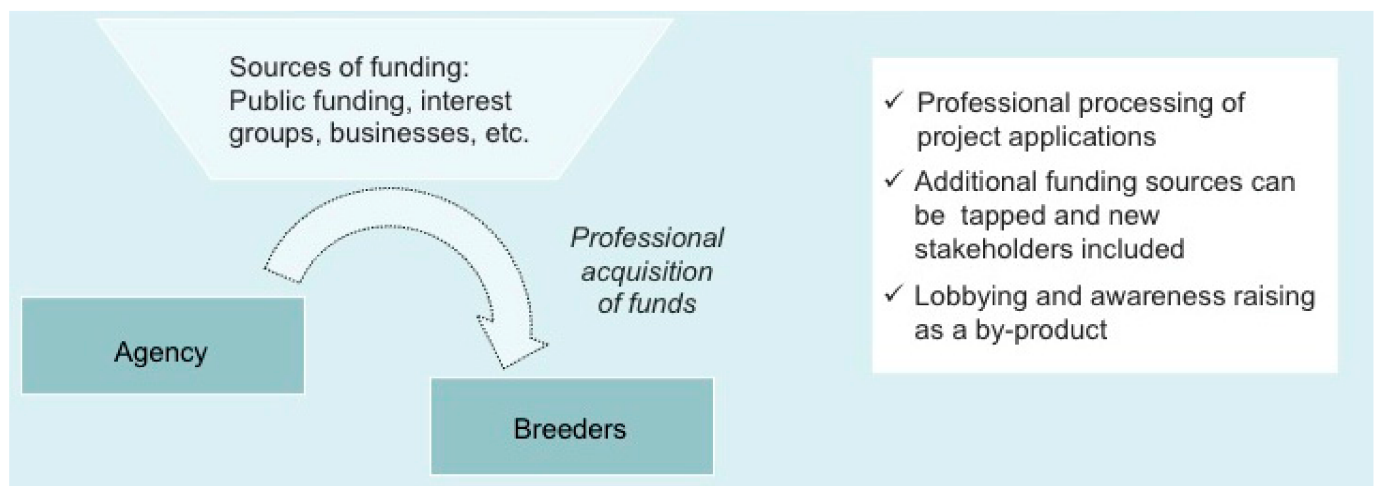 Sources of funding:
Public funding, interest
groups, businesses, etc.
Professional
acquisition
of funds
Agency
Breeders
✓ Professional processing of
project applications
✓ Additional funding sources can
be  tapped and new
stakeholders included
✓ Lobbying and awareness raising
as a by-product